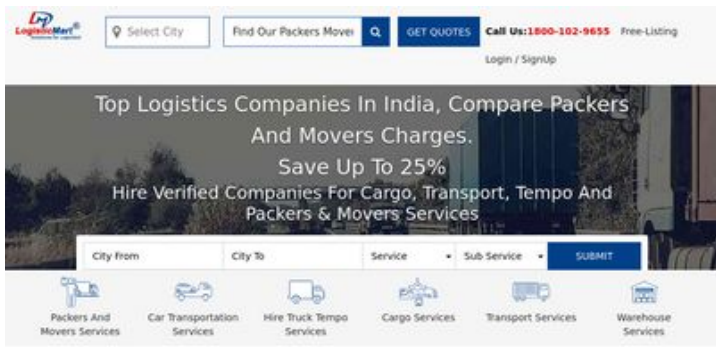 LogisticMart®
Select City
Find Our Packers Mover
GET QUOTES
Call Us:1800-102-9655
Free-Listing
Login / SignUp
Top Logistics Companies In India, Compare Packers
And Movers Charges.
Save Up To 25%
Hire Verified Companies For Cargo, Transport, Tempo And
Packers & Movers Services
City From
City To
Service
Sub Service
SUBMIT
Packers And
Movers Services
Car Transportation
Services
Hire Truck Tempo
Services
Cargo Services
Transport Services
Warehouse
Services